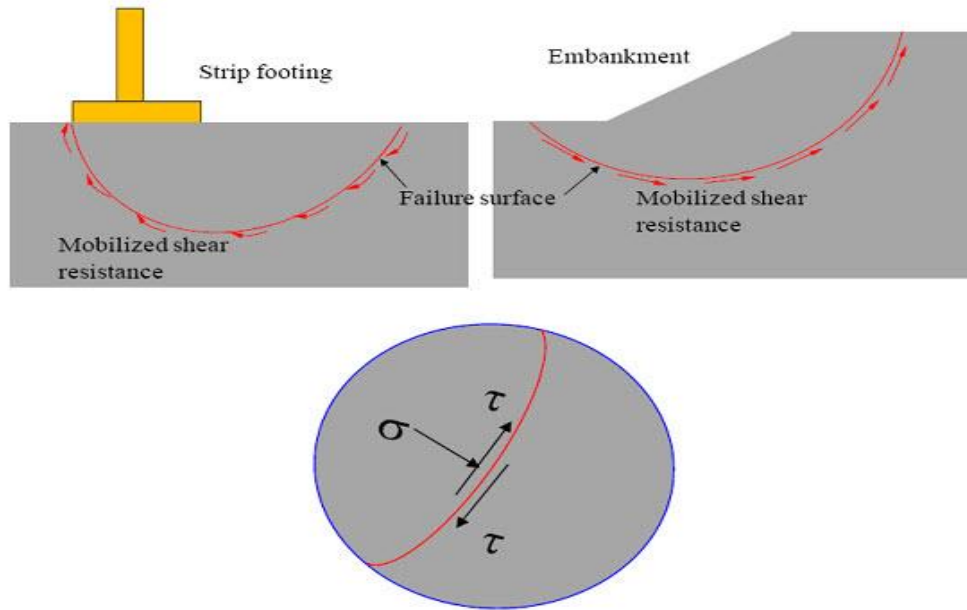 Strip footing
Embankment
Failure surface
Mobilized shear
resistance
Mobilized shear
resistance
τ
σ
τ